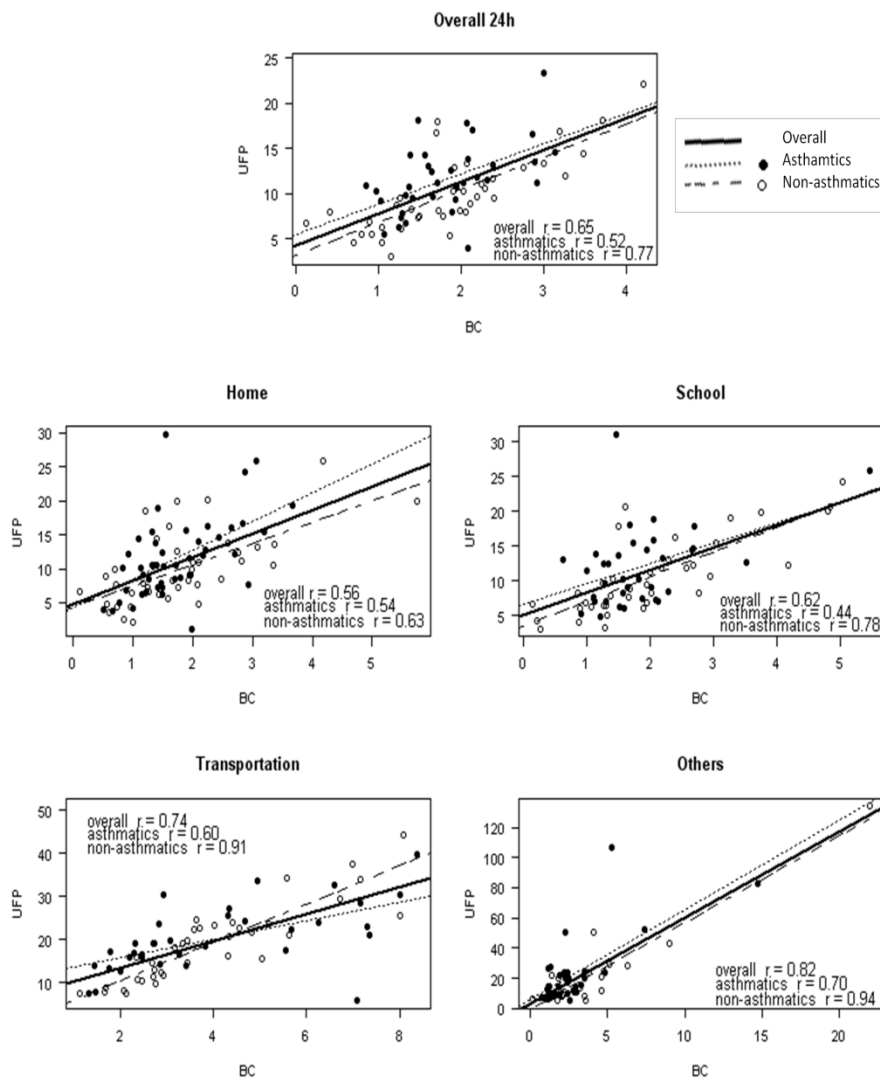 Overall 24h
UFP
25
20
15
10
5
0 1 2 3 4
BC
overall r = 0.65
asthmatics r = 0.52
non-asthmatics r = 0.77
Overall
Asthamtics
Non-asthmatics
Home
UFP
30
25
20
15
10
5
0 1 2 3 4 5
BC
overall r = 0.56
asthmatics r = 0.54
non-asthmatics r = 0.63
School
UFP
30
25
20
15
10
5
0 1 2 3 4 5
BC
overall r = 0.62
asthmatics r = 0.44
non-asthmatics r = 0.78
Transportation
UFP
50
40
30
20
10
2 4 6 8
BC
overall r = 0.74
asthmatics r = 0.60
non-asthmatics r = 0.91
Others
UFP
120
100
80
60
40
20
0
0 5 10 15 20
BC
overall r = 0.82
asthmatics r = 0.70
non-asthmatics r = 0.94